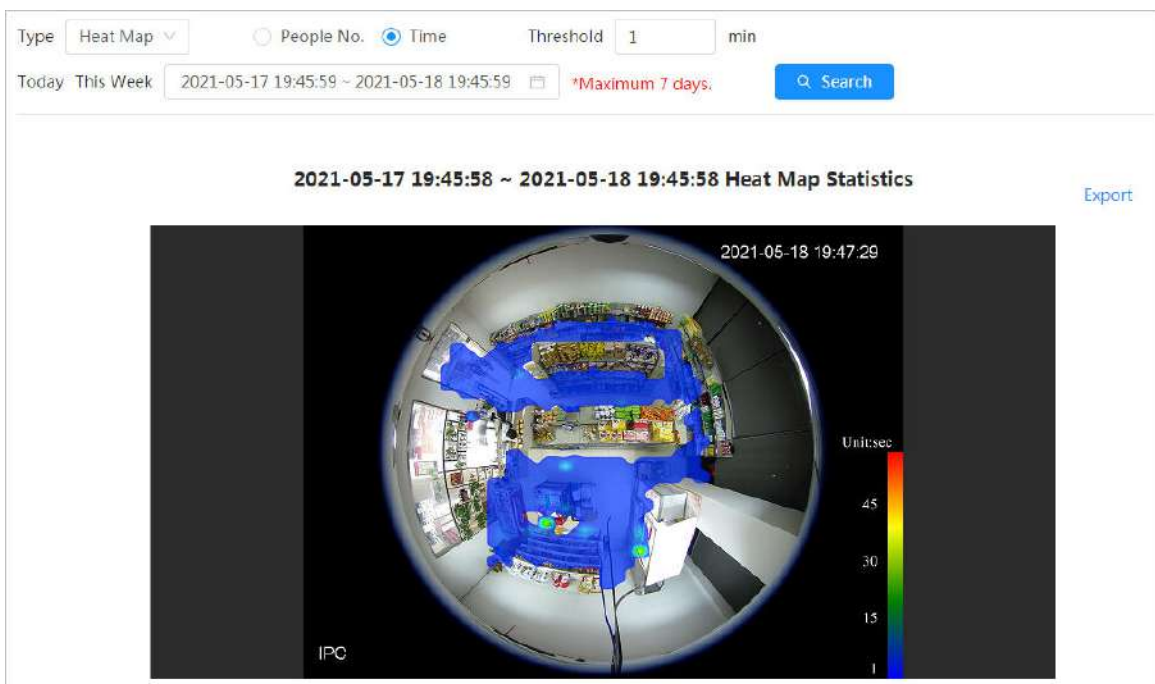 Type Heat Map People No. Time Threshold 1 min
Today This Week 2021-05-17 19:45:59 ~ 2021-05-18 19:45:59 *Maximum 7 days. Search
2021-05-17 19:45:58 ~ 2021-05-18 19:45:58 Heat Map Statistics
Export
2021-05-18 19:47:29
Unit:sec
45
30
15
1
IPC